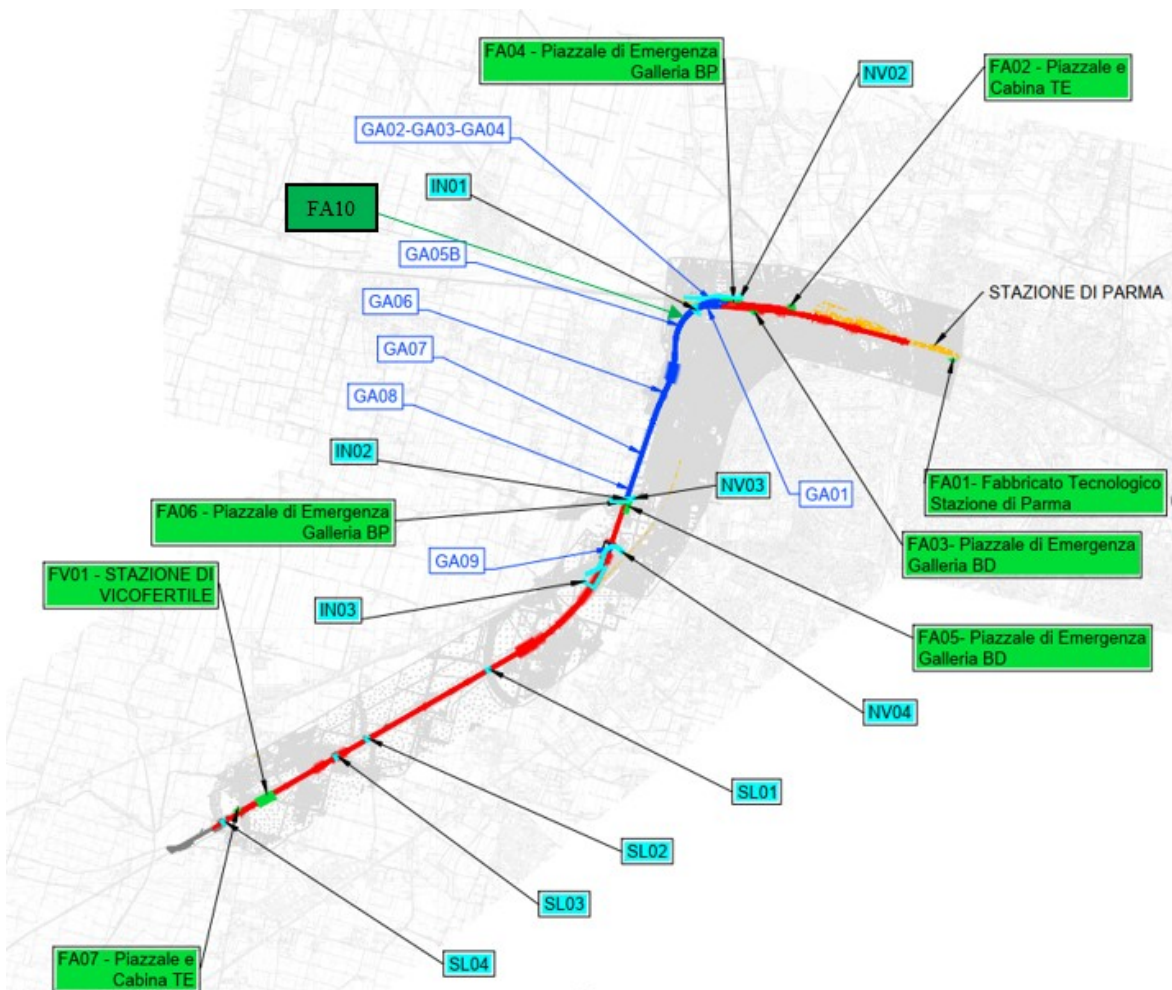 FA04 - Piazzale di Emergenza
Galleria BP
NV02
FA02 - Piazzale e
Cabina TE
GA02-GA03-GA04
IN01
FA10
GA05B
GA06
STAZIONE DI PARMA
GA07
GA08
IN02
NV03
GA01
FA01- Fabbricato Tecnologico
Stazione di Parma
FA06 - Piazzale di Emergenza
Galleria BP
FA03- Piazzale di Emergenza
Galleria BD
GA09
FV01 - STAZIONE DI
VICOFERTILE
IN03
FA05- Piazzale di Emergenza
Galleria BD
NV04
SL01
SL02
SL03
FA07 - Piazzale e
Cabina TE
SL04